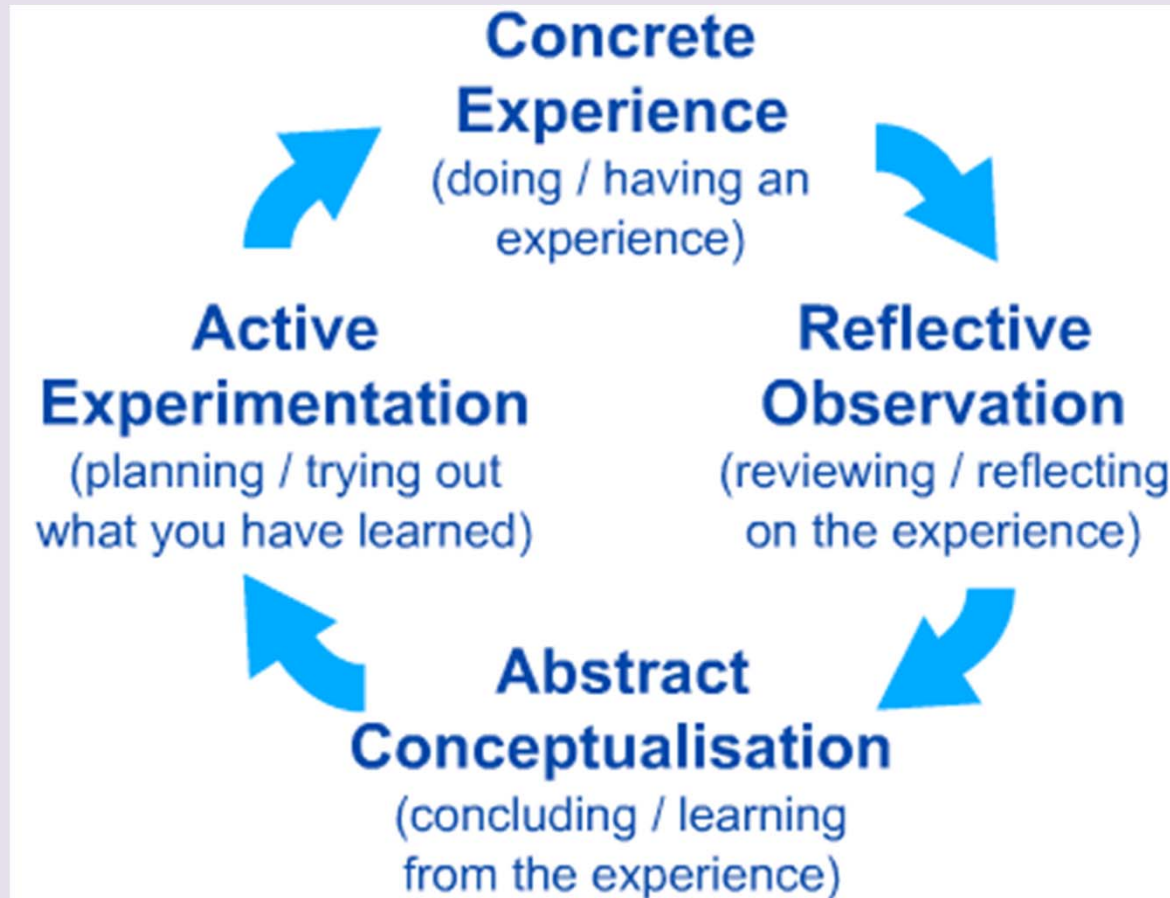 Concrete
Experience
(doing / having an
experience)
Reflective
Observation
(reviewing / reflecting
on the experience)
Abstract
Conceptualisation
(concluding / learning
from the experience)
Active
Experimentation
(planning / trying out
what you have learned)